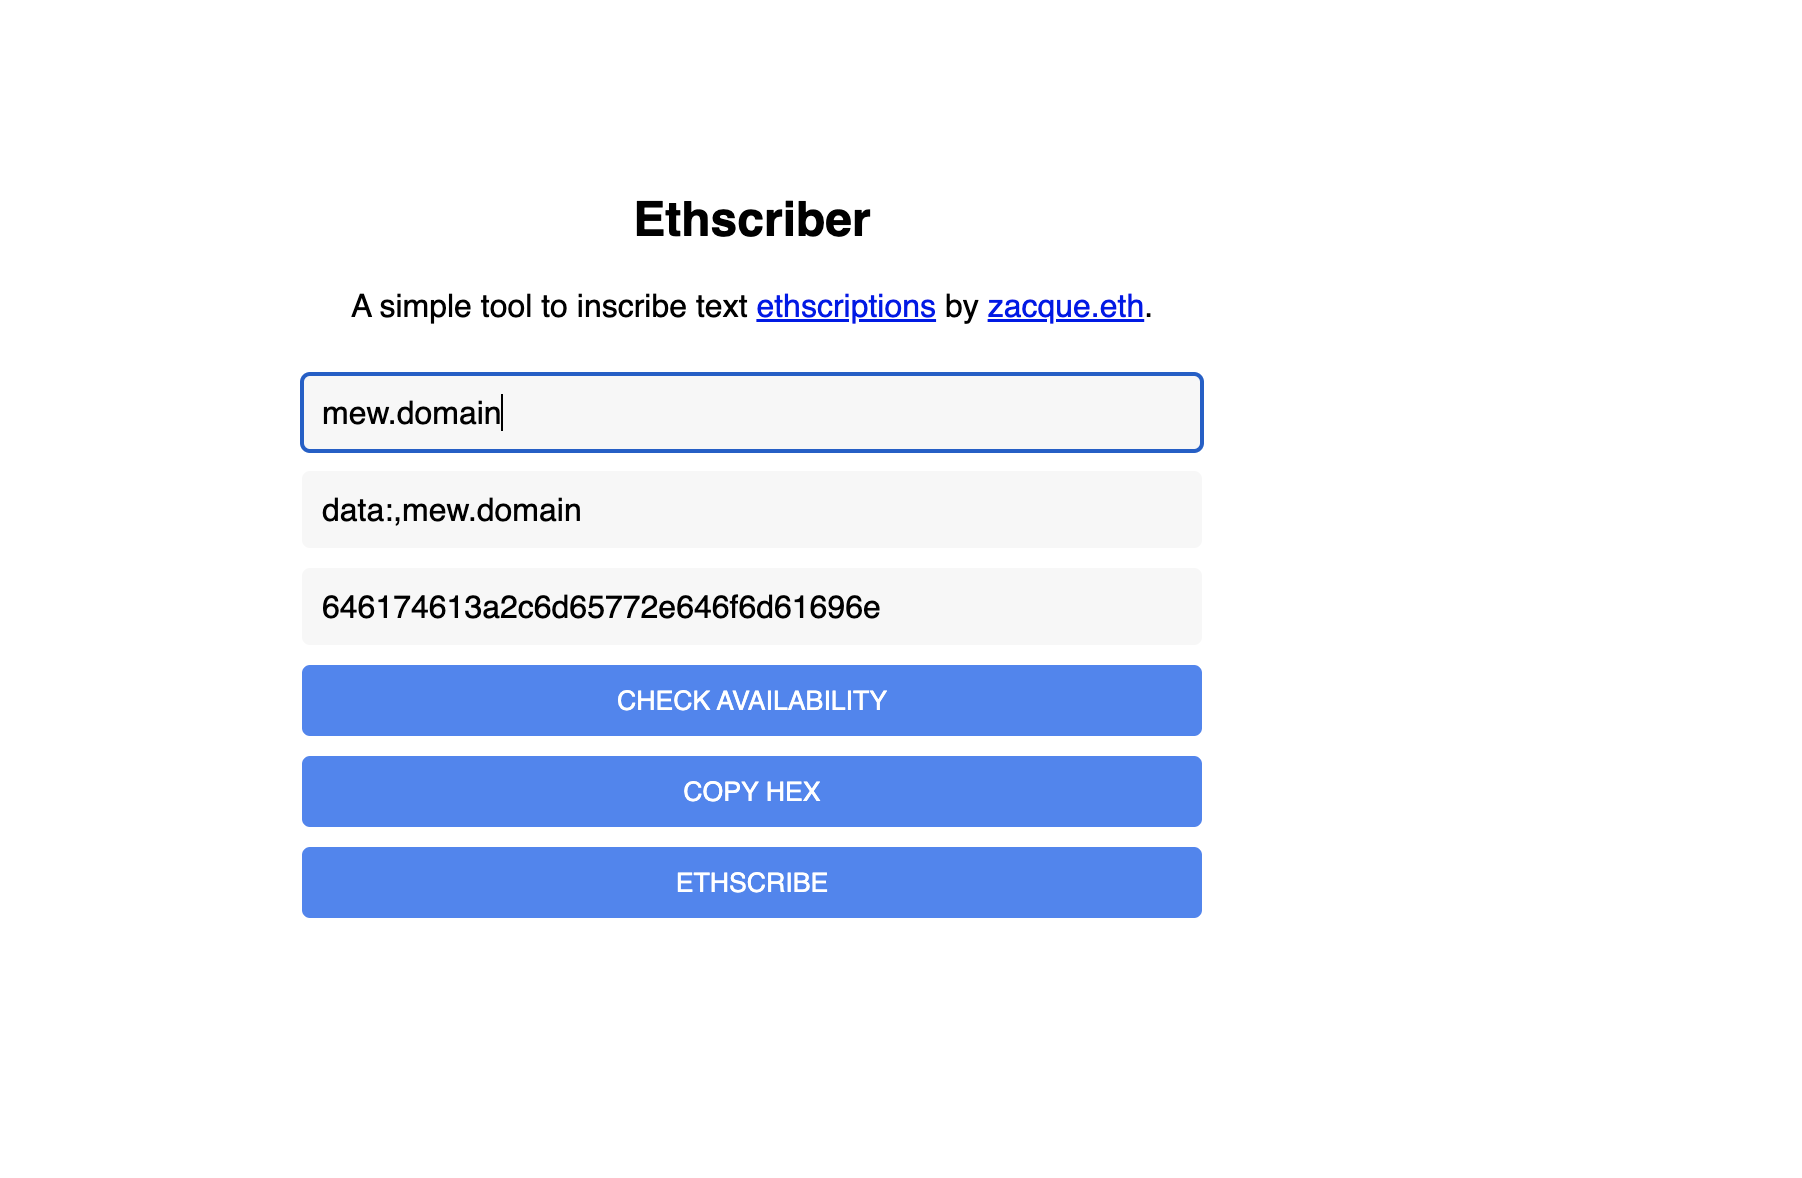 Ethscriber
A simple tool to inscribe text ethscriptions by zacque.eth.
mew.domain
data:,mew.domain
646174613a2c6d65772e646f6d61696e
CHECK AVAILABILITY
COPY HEX
ETHSCRIBE